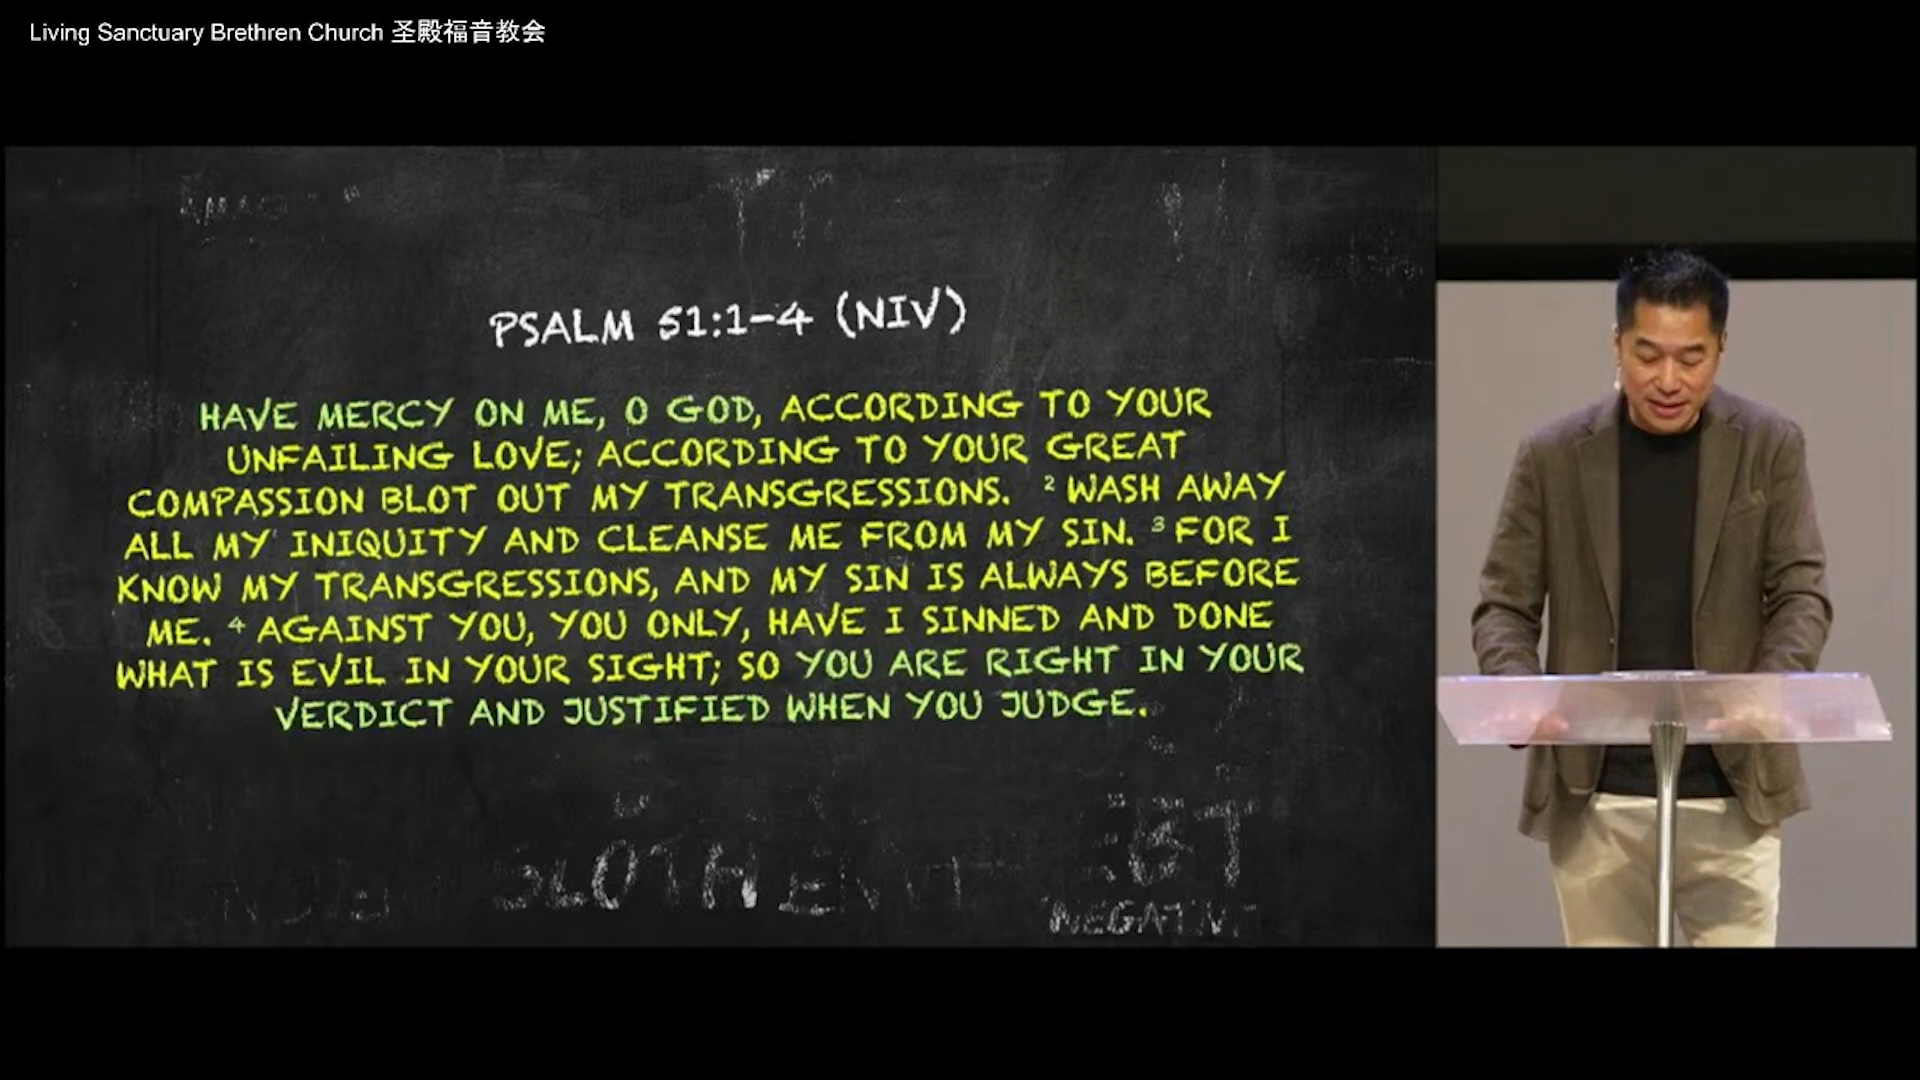 Living Sanctuary Brethren Church 圣殿福音教会
PSALM 51:1-4 (NIV)
HAVE MERCY ON ME, O GOD, ACCORDING TO YOUR
UNFAILING LOVE; ACCORDING TO YOUR GREAT
COMPASSION BLOT OUT MY TRANSGRESSIONS. 2 WASH AWAY
ALL MY INIQUITY AND CLEANSE ME FROM MY SIN. 3 FOR I
KNOW MY TRANSGRESSIONS, AND MY SIN IS ALWAYS BEFORE
ME. 4 AGAINST YOU, YOU ONLY, HAVE I SINNED AND DONE
WHAT IS EVIL IN YOUR SIGHT; SO YOU ARE RIGHT IN YOUR
VERDICT AND JUSTIFIED WHEN YOU JUDGE.